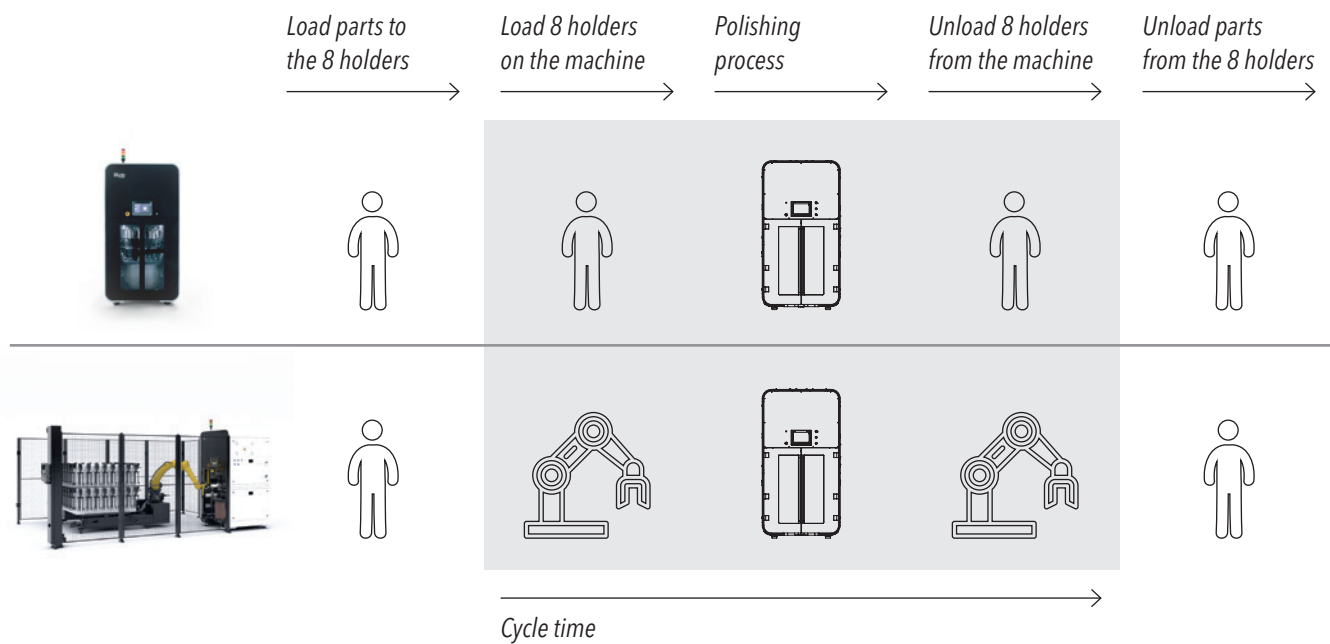 Load parts to
the 8 holders
Load 8 holders
on the machine
Polishing
process
Unload 8 holders
from the machine
Unload parts
from the 8 holders
Cycle time